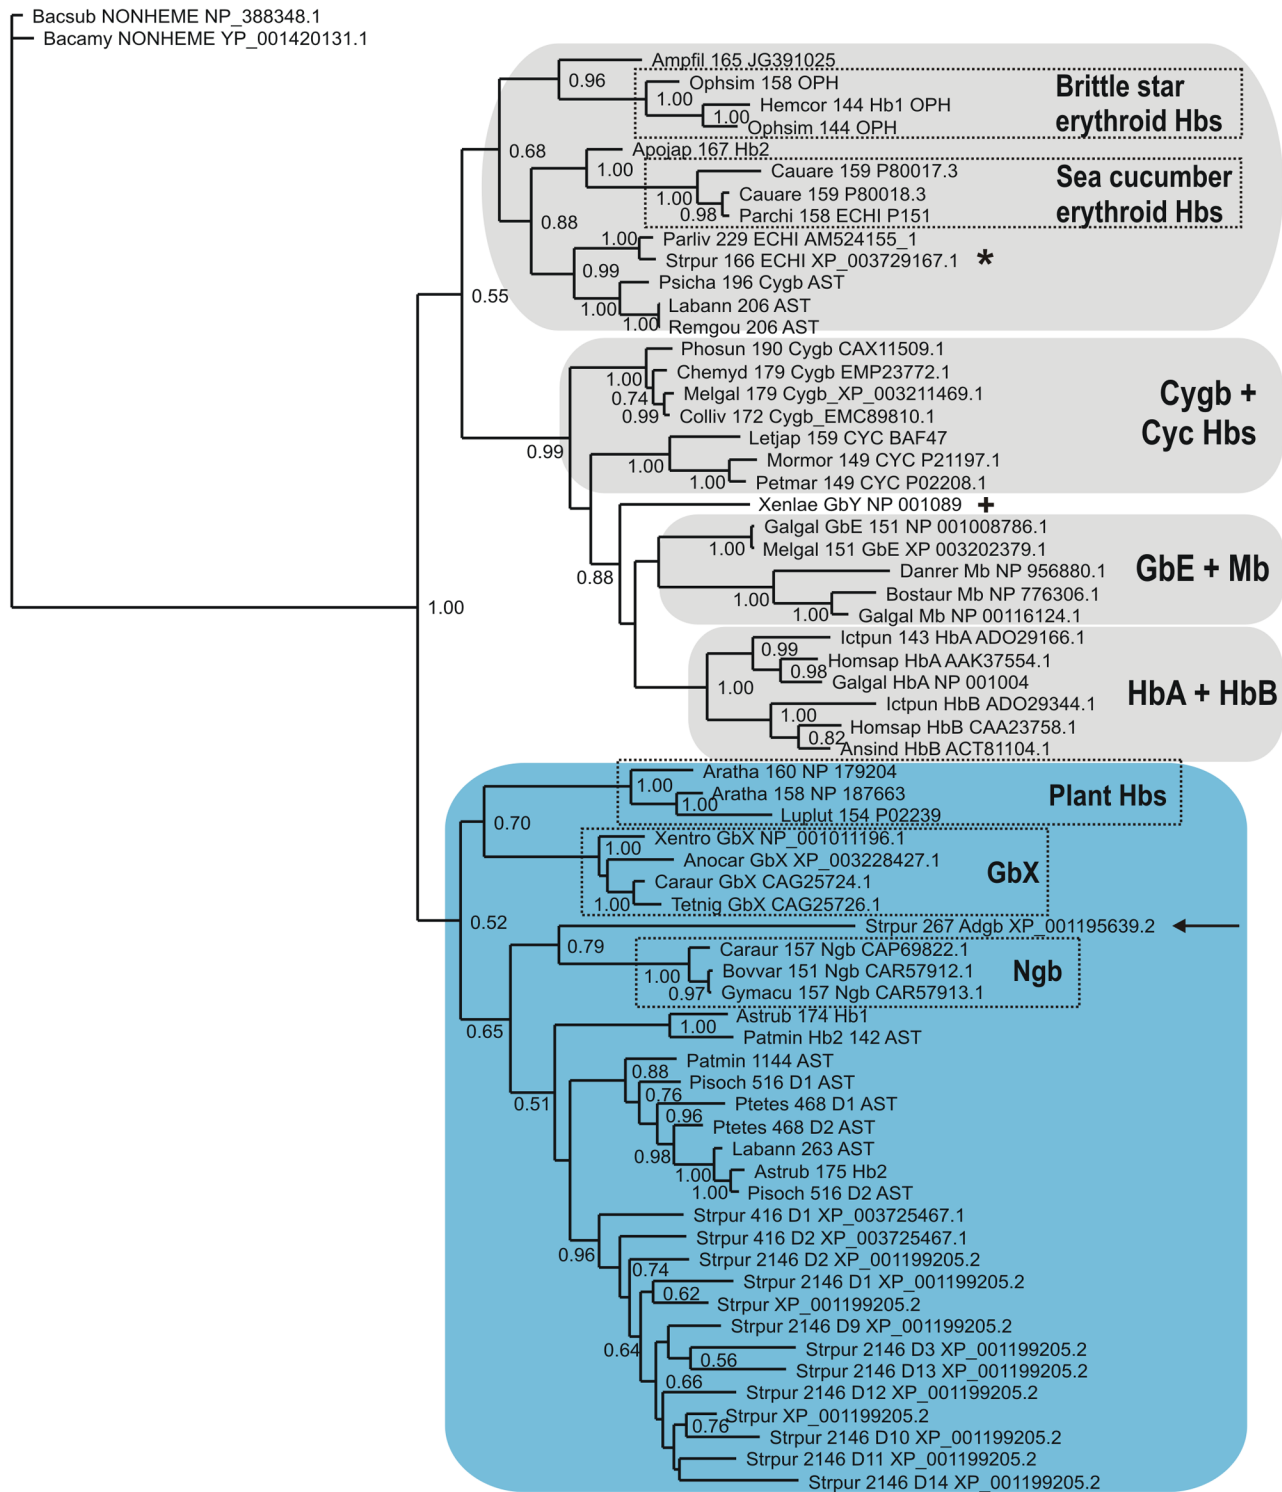 Bacsub NONHEME NP_388348.1
Bacamy NONHEME YP_001420131.1
Ampfil 165 JG391025
0.96
Ophsim 158 OPH
Brittle star
1.00
Hemcor 144 Hb1 OPH
1.00
erythroid Hbs
Ophsim 144 OPH
0.68
Apojap 167 Hb2
1.00
Cauare 159 P80017.3
Sea cucumber
1.00
Cauare 159 P80018.3
0.98
Parchi 158 ECHI P151
erythroid Hbs
0.88
1.00
Parliv 229 ECHI AM524155_1
Strpur 166 ECHI XP_003729167.1 *
0.99
Psicha 196 Cygb AST
0.55
1.00
Labann 206 AST
1.00
Remgou 206 AST
Phosun 190 Cygb CAX11509.1
1.00
Chemyd 179 Cygb EMP23772.1
0.74
Melgal 179 Cygb_XP_003211469.1
Cygb +
0.99
Colliv 172 Cygb_EMC89810.1
Cyc Hbs
Letjap 159 CYC BAF47
0.99
1.00
Mormor 149 CYC P21197.1
1.00
Petmar 149 CYC P02208.1
Xenlae GbY NP 001089 +
Galgal GbE 151 NP 001008786.1
1.00
Melgal 151 GbE XP 003202379.1
0.88
Danrer Mb NP 956880.1
GbE + Mb
1.00
Bostaur Mb NP 776306.1
1.00
Galgal Mb NP 00116124.1
1.00
Ictpun 143 HbA ADO29166.1
0.99
Homsap HbA AAK37554.1
0.98
Galgal HbA NP 001004
1.00
HbA + HbB
Ictpun HbB ADO29344.1
1.00
Homsap HbB CAA23758.1
0.82
Ansind HbB ACT81104.1
Aratha 160 NP 179204
1.00
Aratha 158 NP 187663
1.00
Plant Hbs
Luplut 154 P02239
0.70
Xentro GbX NP_001011196.1
1.00
Anocar GbX XP_003228427.1
GbX
Caraur GbX CAG25724.1
1.00
Tetnig GbX CAG25726.1
0.52
Strpur 267 Adgb XP_001195639.2
0.79
Caraur 157 Ngb CAP69822.1
1.00
Bovvar 151 Ngb CAR57912.1
Ngb
0.97
Gymacu 157 Ngb CAR57913.1
Astrub 174 Hb1
0.65
1.00
Patmin Hb2 142 AST
Patmin 1144 AST
0.88
Pisoch 516 D1 AST
0.76
0.51
Ptetes 468 D1 AST
0.96
Ptetes 468 D2 AST
0.98
Labann 263 AST
1.00
Astrub 175 Hb2
1.00
Pisoch 516 D2 AST
Strpur 416 D1 XP_003725467.1
0.96
Strpur 416 D2 XP_003725467.1
Strpur 2146 D2 XP_001199205.2
0.74
Strpur 2146 D1 XP_001199205.2
0.62
Strpur XP_001199205.2
Strpur 2146 D9 XP_001199205.2
0.64
Strpur 2146 D3 XP_001199205.2
0.56
Strpur 2146 D13 XP_001199205.2
0.66
Strpur 2146 D12 XP_001199205.2
Strpur XP_001199205.2
0.76
Strpur 2146 D10 XP_001199205.2
Strpur 2146 D11 XP_001199205.2
Strpur 2146 D14 XP_001199205.2